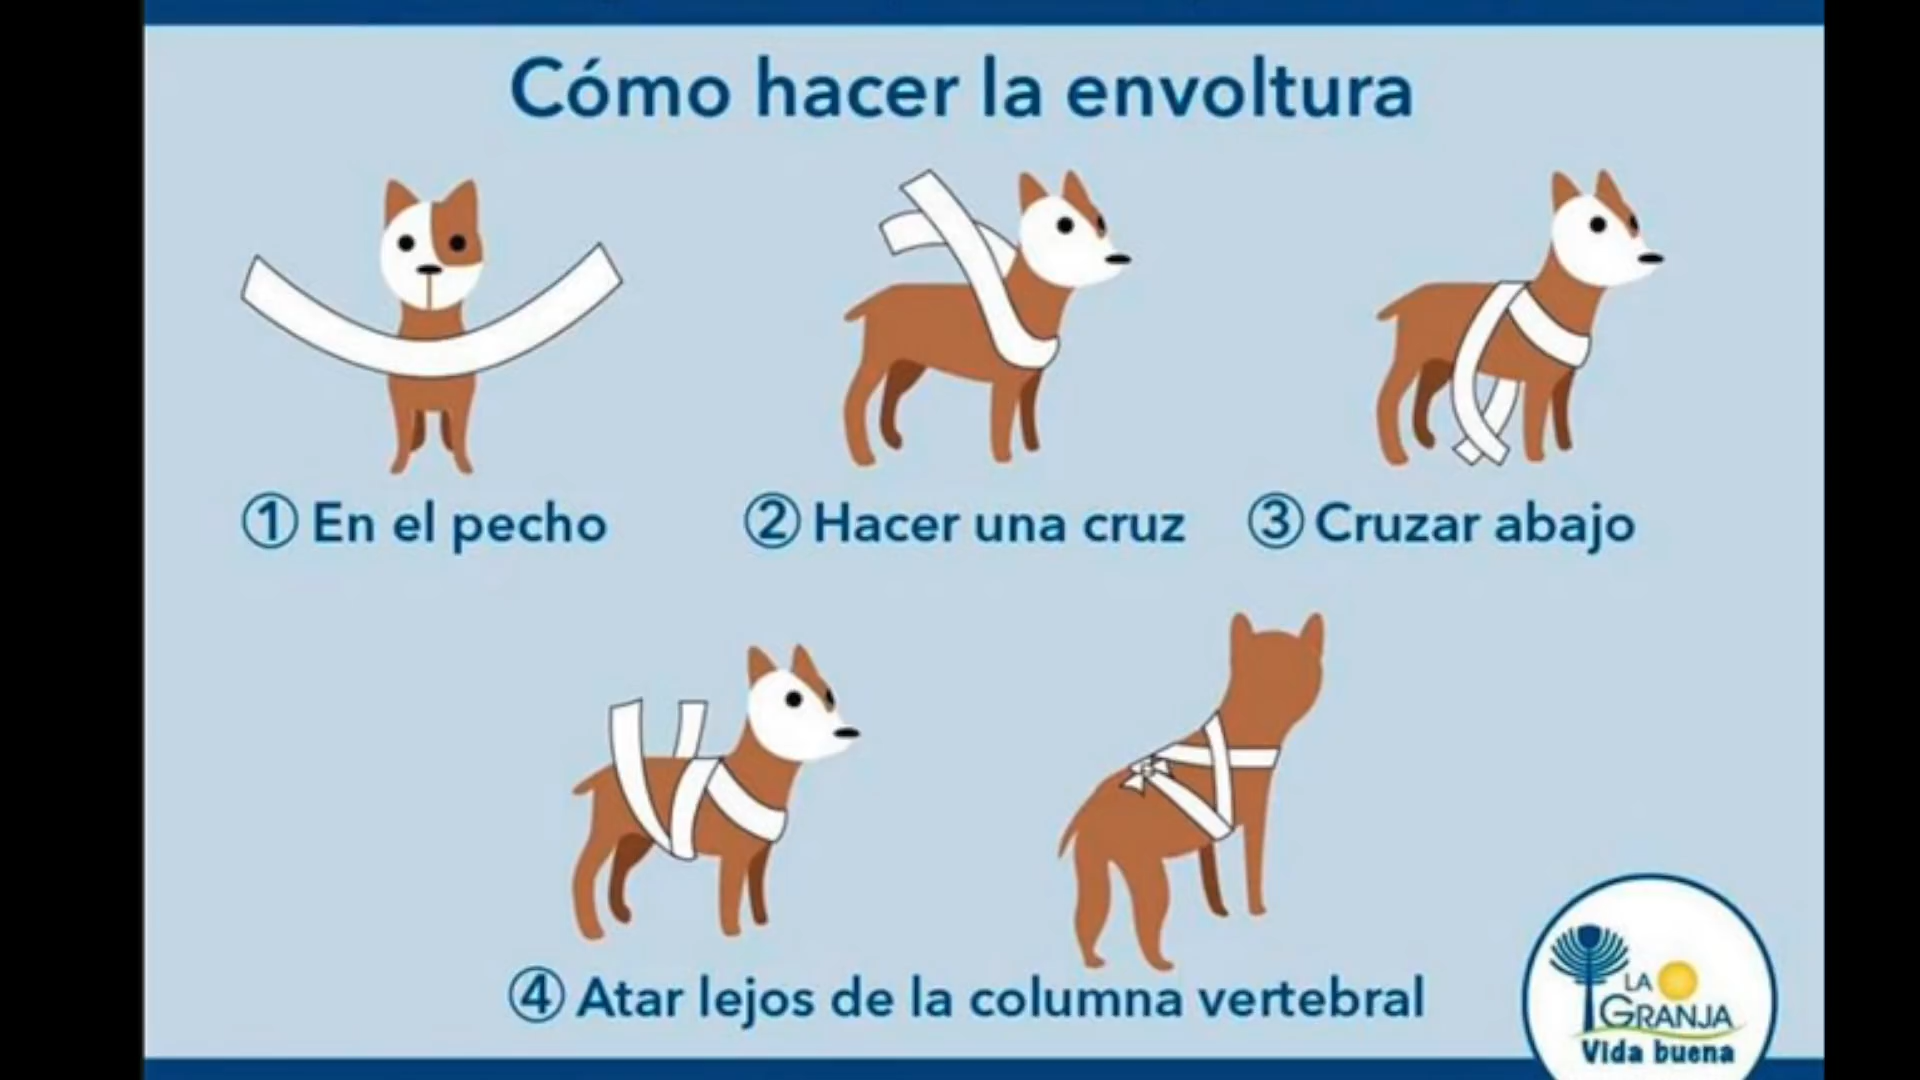 Cómo hacer la envoltura
① En el pecho
② Hacer una cruz
③ Cruzar abajo
④ Atar lejos de la columna vertebral
LA
GRANJA
Vida buena